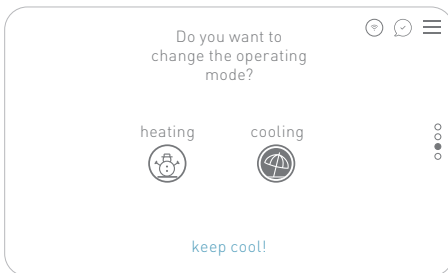 Do you want to
change the operating
mode?
heating cooling
keep cool!